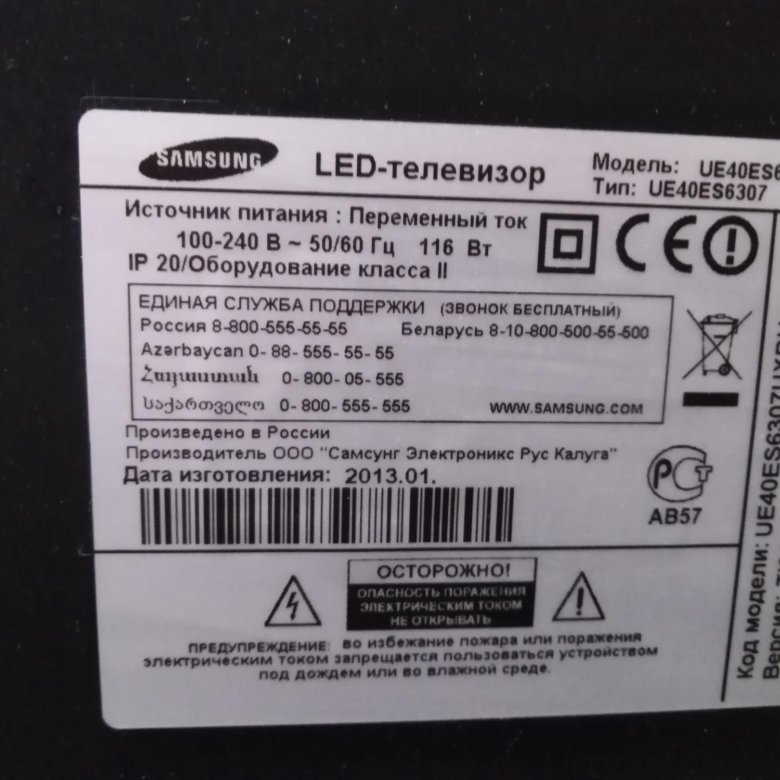 SAMSUNG
LED-телевизор
Модель: UE40ES6
Тип: UE40ES6307
Источник питания : Переменный ток
100-240 В ~ 50/60 Гц 116 Вт
IP 20/Оборудование класса II
ЕДИНАЯ СЛУЖБА ПОДДЕРЖКИ (ЗВОНОК БЕСПЛАТНЫЙ)
Россия 8-800-555-55-55 Беларусь 8-10-800-500-55-500
Azərbaycan 0- 88- 555- 55- 55
Հայաստան 0- 800- 05- 555
საქართველო 0- 800- 555- 555
WWW.SAMSUNG.COM
Произведено в России
Производитель ООО "Самсунг Электроникс Рус Калуга"
Дата изготовления: 2013.01.
АВ57
ОСТОРОЖНО!
ОПАСНОСТЬ ПОРАЖЕНИЯ
ЭЛЕКТРИЧЕСКИМ ТОКОМ
НЕ ОТКРЫВАТЬ
ПРЕДУПРЕЖДЕНИЕ: во избежание пожара или поражения
электрическим током запрещается пользоваться устройством
под дождем или во влажной среде.
Код модели: